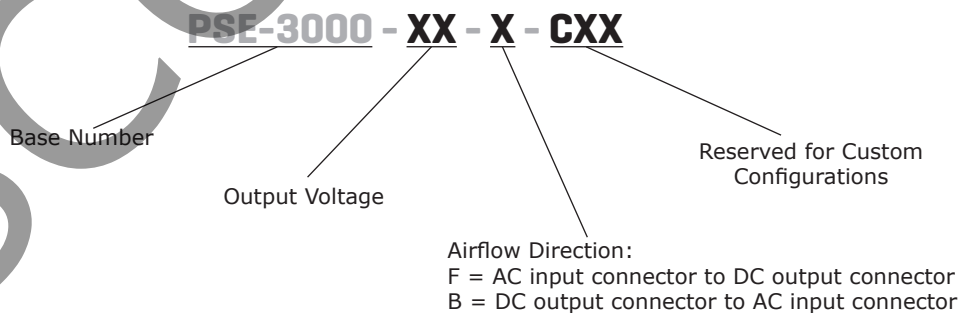 PSE-3000 - XX - X - CXX
Base Number
Output Voltage
Reserved for Custom
Configurations
Airflow Direction:
F = AC input connector to DC output connector
B = DC output connector to AC input connector